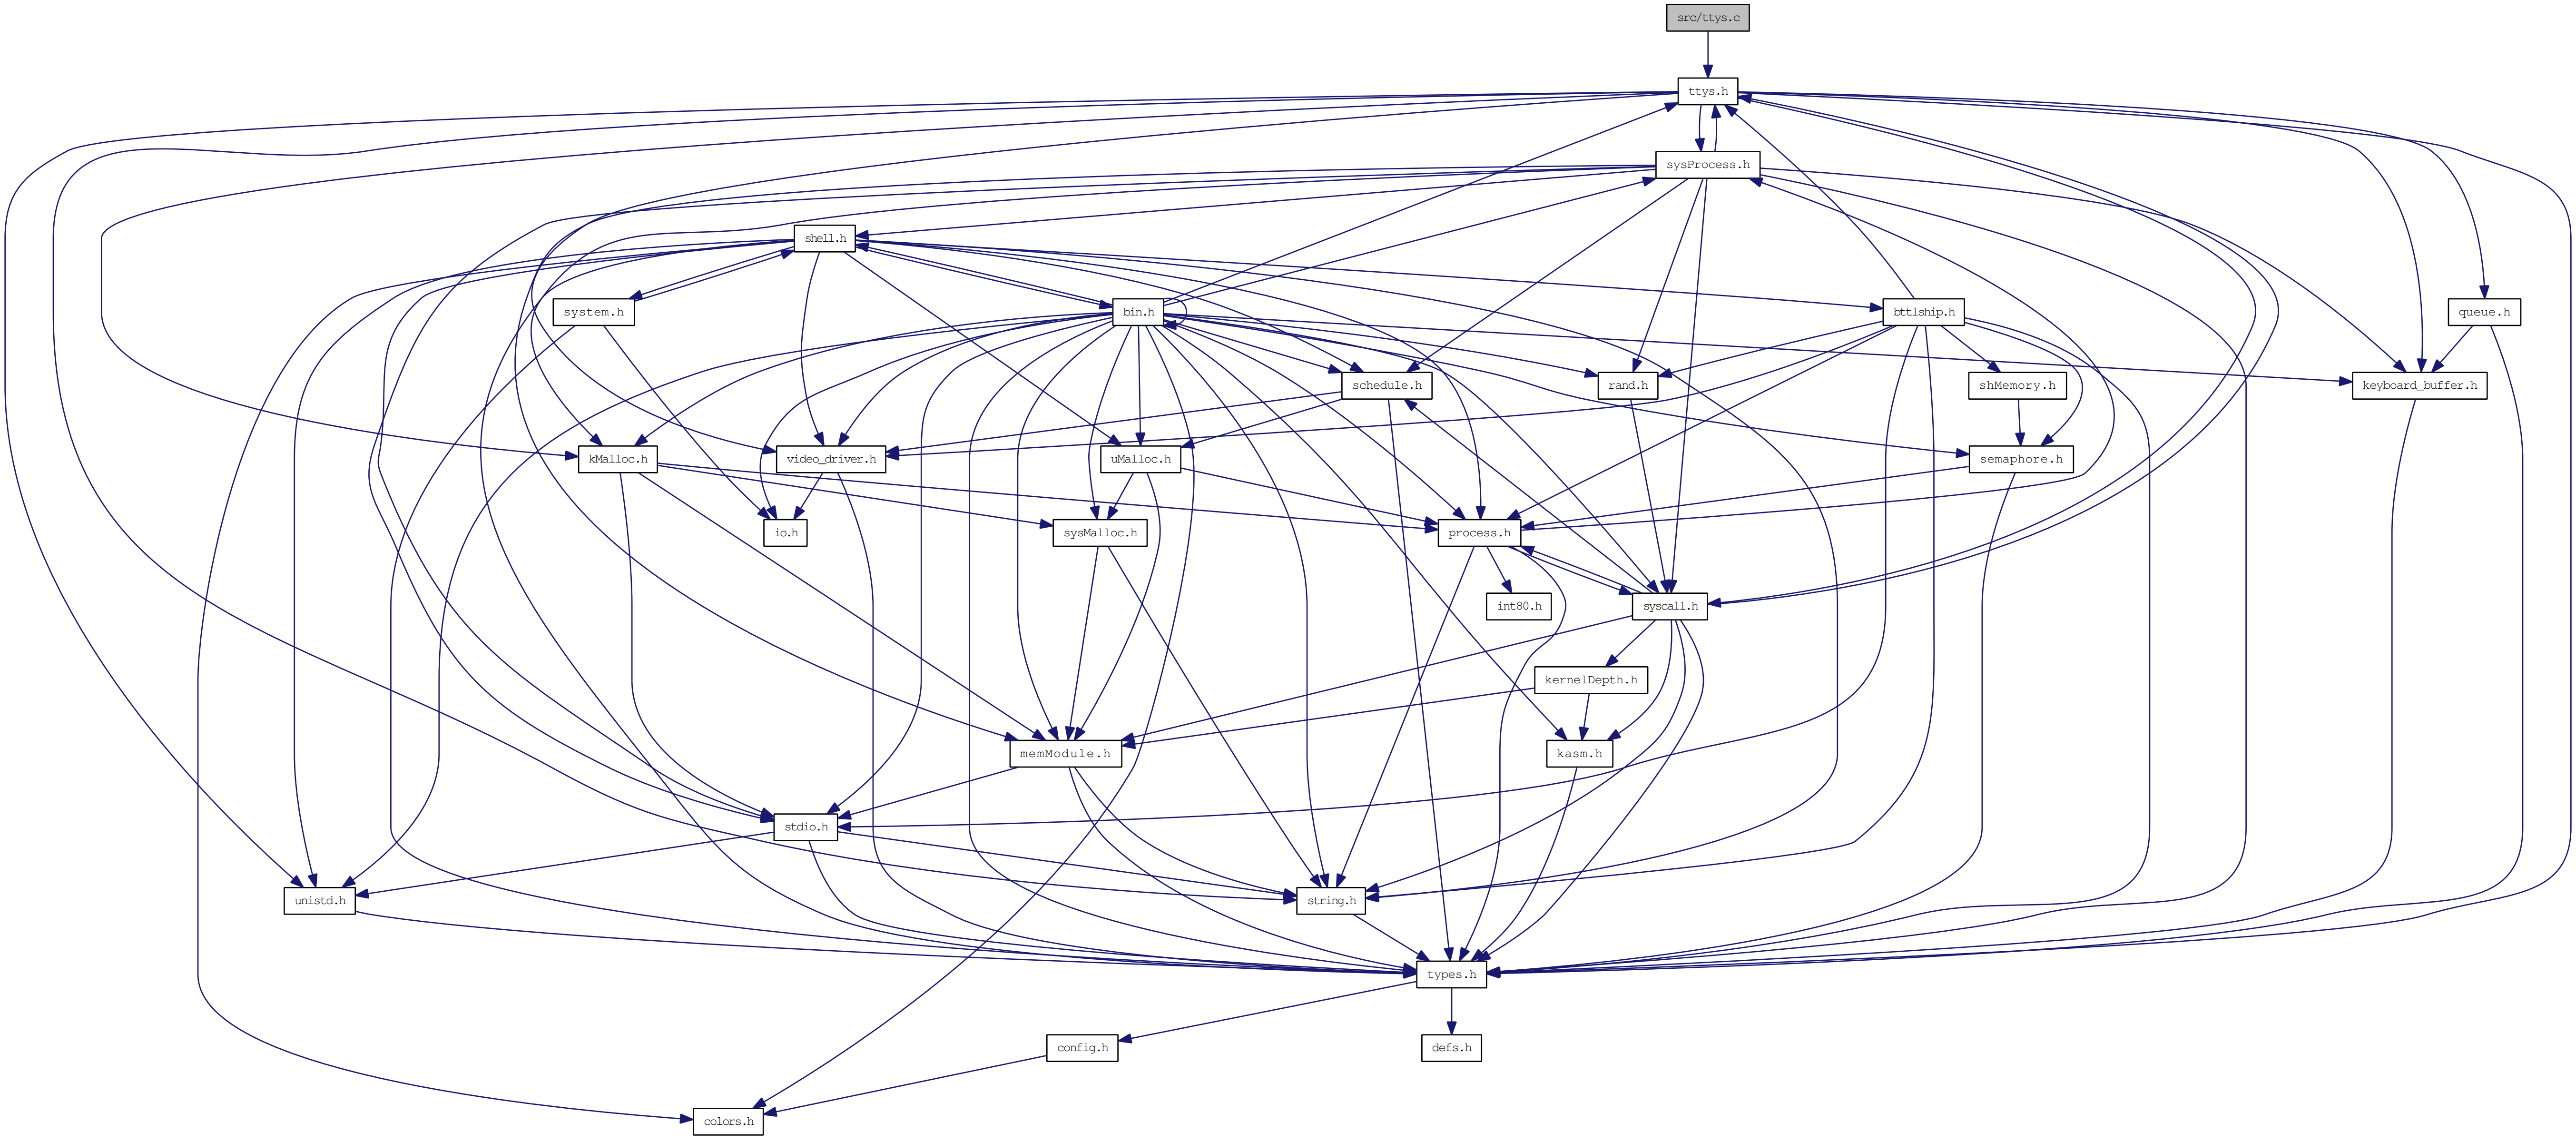 src/ttys.c
ttys.h
sysProcess.h
shell.h
system.h
bin.h
bttlship.h
queue.h
schedule.h
rand.h
shMemory.h
keyboard_buffer.h
kMalloc.h
video_driver.h
uMalloc.h
semaphore.h
io.h
sysMalloc.h
process.h
int80.h
syscall.h
kernelDepth.h
memModule.h
kasm.h
stdio.h
unistd.h
string.h
types.h
config.h
defs.h
colors.h